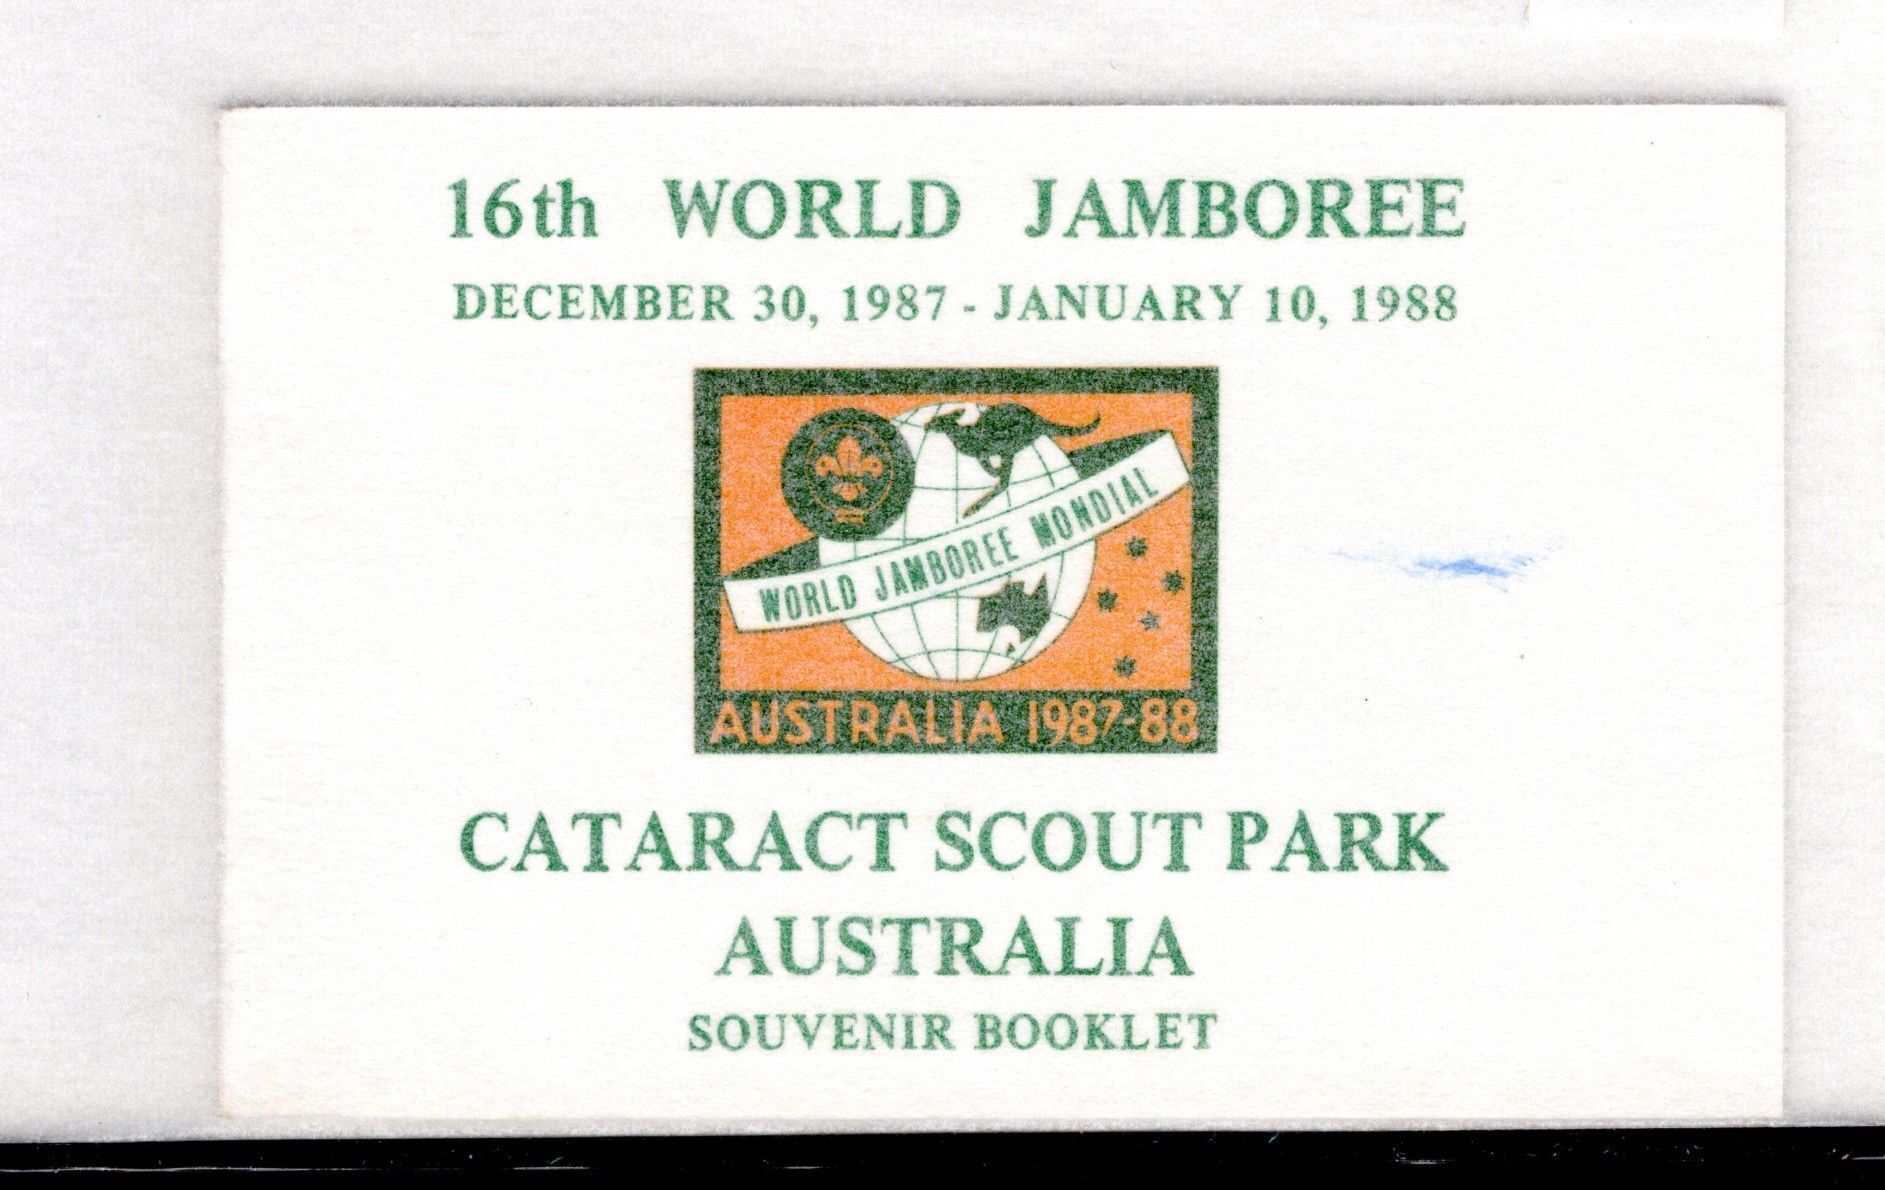 16th WORLD JAMBOREE
DECEMBER 30, 1987 - JANUARY 10, 1988
WORLD JAMBOREE MONDIAL
AUSTRALIA 1987-88
CATARACT SCOUT PARK
AUSTRALIA
SOUVENIR BOOKLET